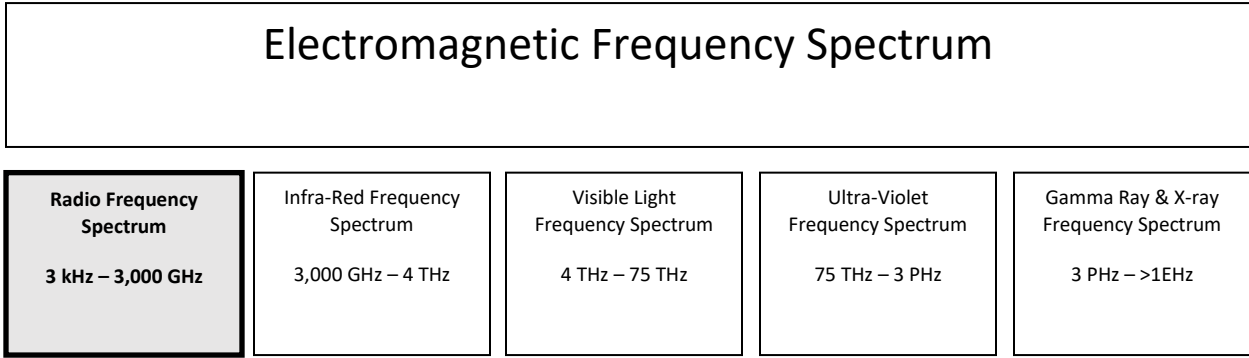 Electromagnetic Frequency Spectrum
Radio Frequency
Spectrum
3 kHz – 3,000 GHz
Infra-Red Frequency
Spectrum
3,000 GHz – 4 THz
Visible Light
Frequency Spectrum
4 THz – 75 THz
Ultra-Violet
Frequency Spectrum
75 THz – 3 PHz
Gamma Ray & X-ray
Frequency Spectrum
3 PHz – >1EHz